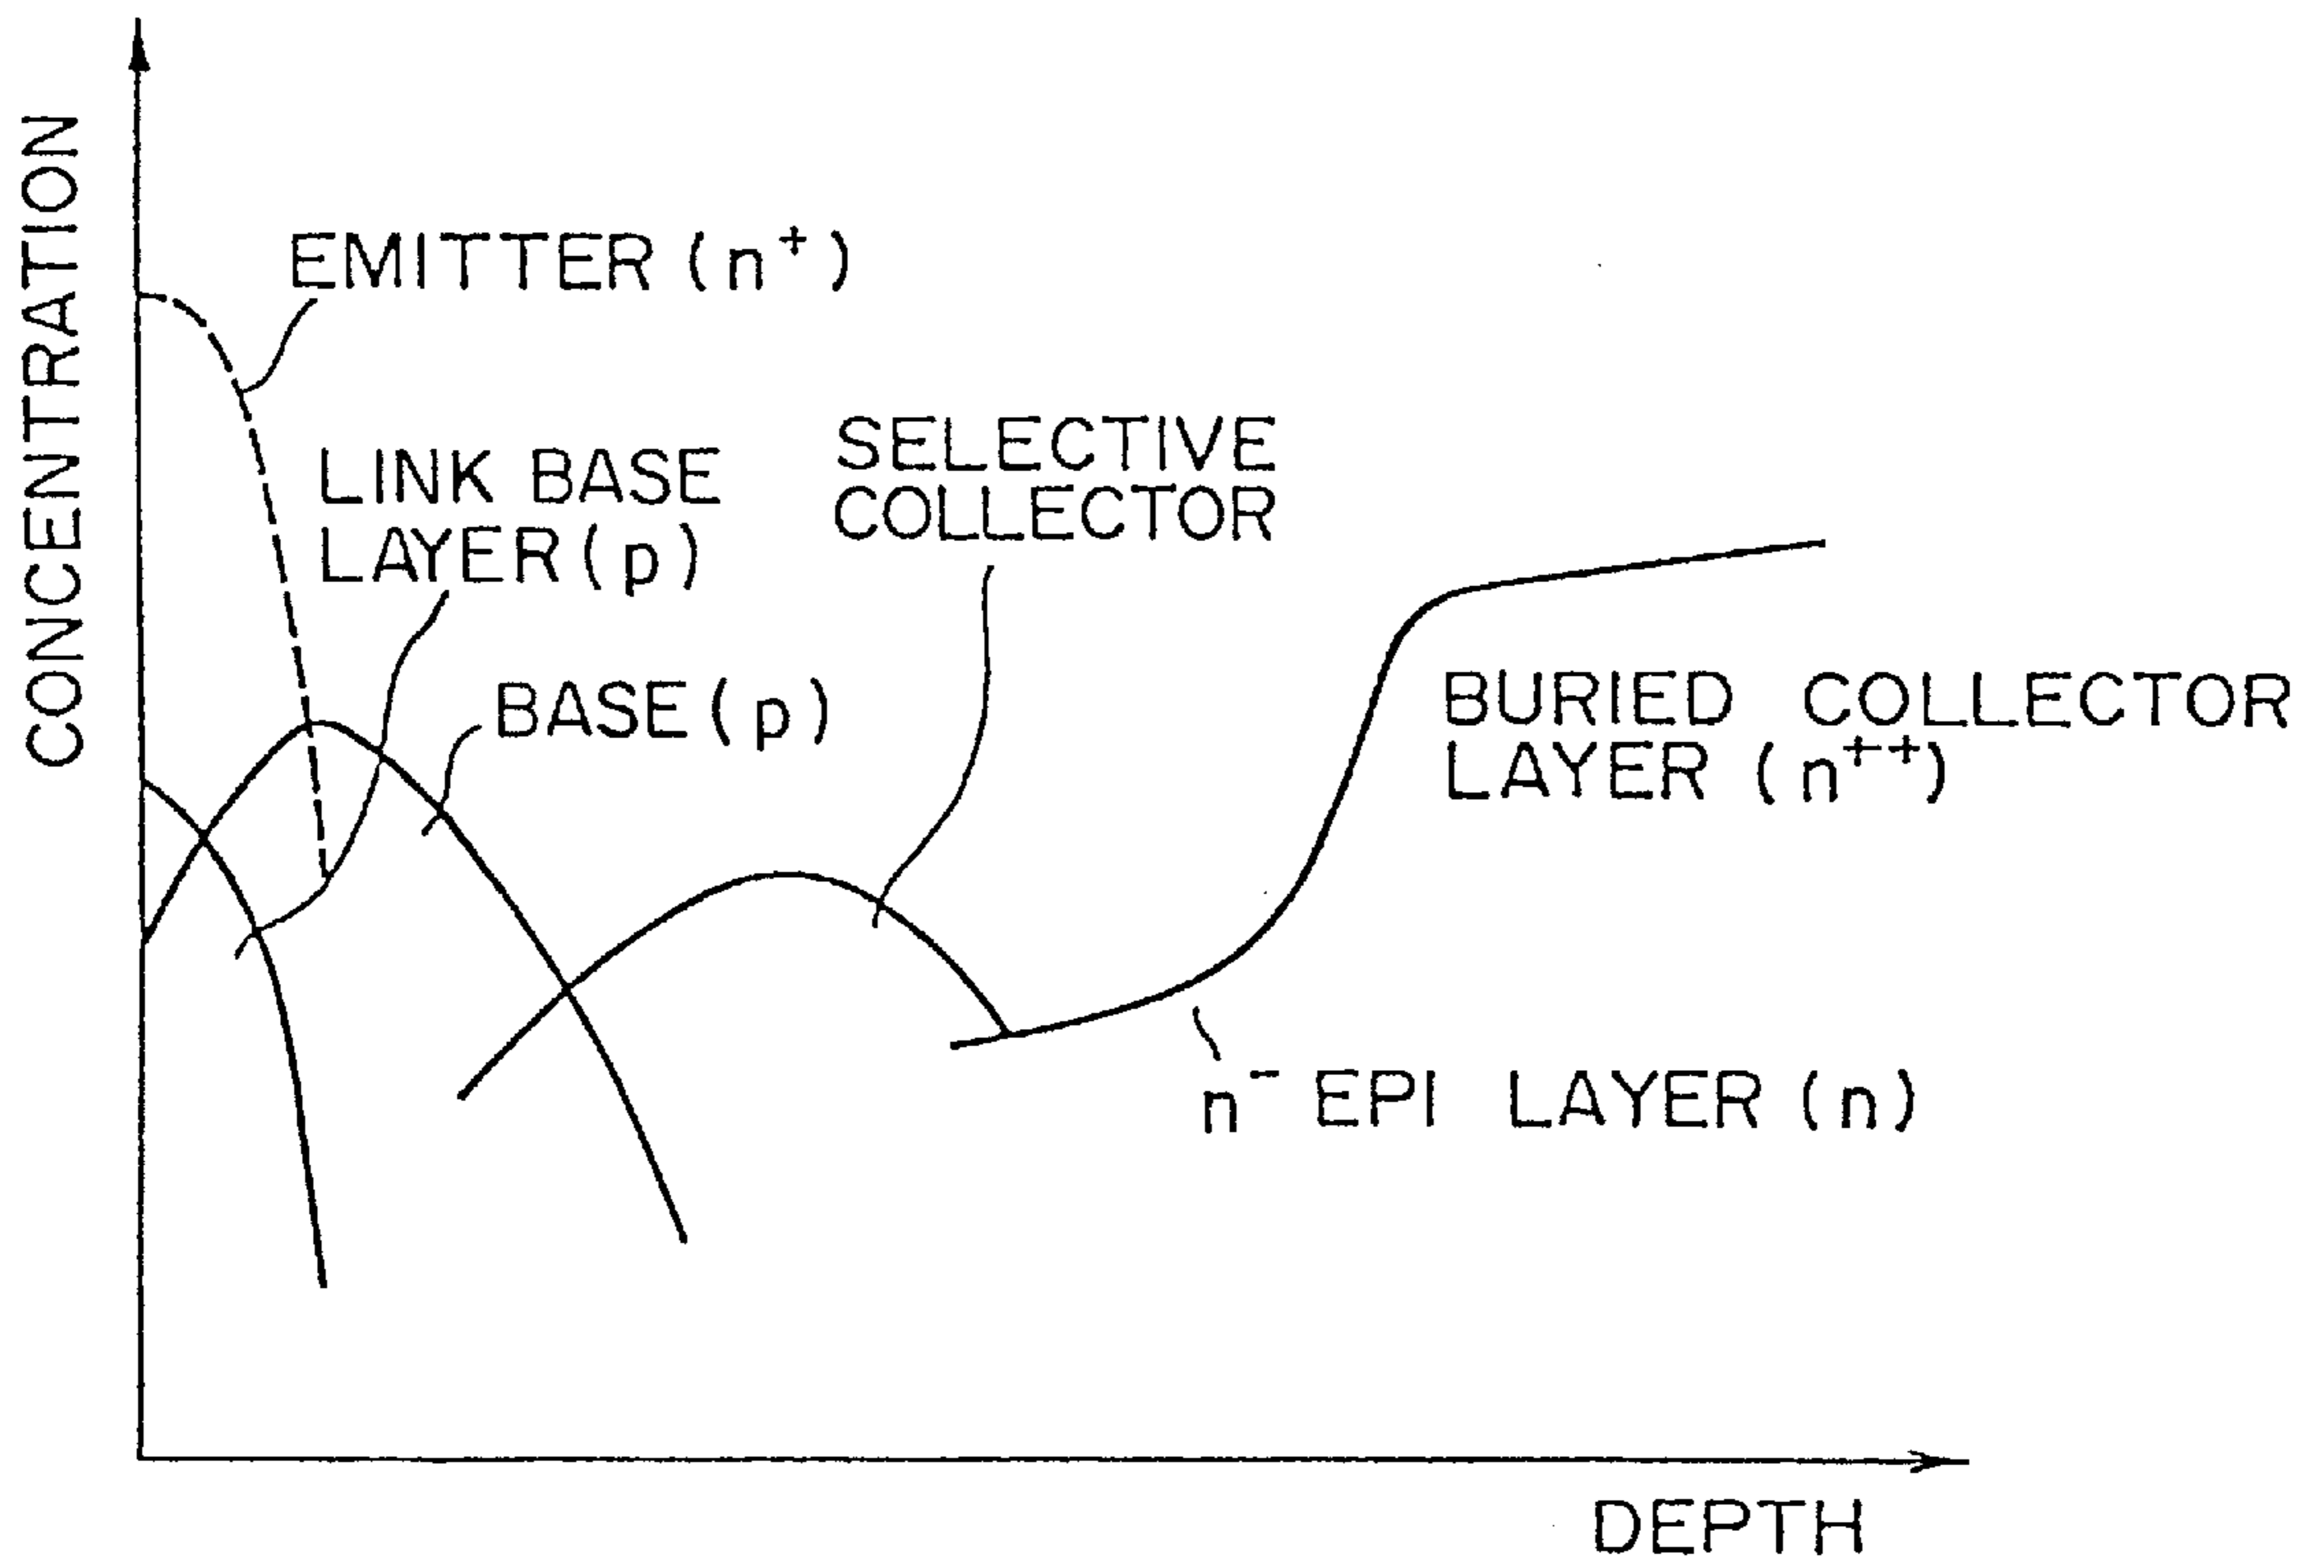 CONCENTRATION
EMITTER (n⁺)
LINK BASE
LAYER (p)
SELECTIVE
COLLECTOR
BASE (p)
BURIED COLLECTOR
LAYER (n⁺⁺)
n⁻ EPI LAYER (n)
DEPTH